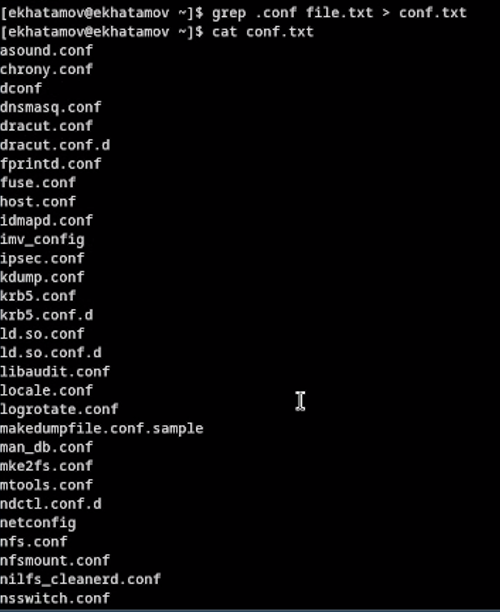 [ekhatamov@ekhatamov ~]$ grep .conf file.txt > conf.txt
[ekhatamov@ekhatamov ~]$ cat conf.txt
asound.conf
chrony.conf
dconf
dnsmasq.conf
dracut.conf
dracut.conf.d
fprintd.conf
fuse.conf
host.conf
idmapd.conf
imv_config
ipsec.conf
kdump.conf
krb5.conf
krb5.conf.d
ld.so.conf
ld.so.conf.d
libaudit.conf
locale.conf
logrotate.conf
makedumpfile.conf.sample
man_db.conf
mke2fs.conf
mtools.conf
ndctl.conf.d
netconfig
nfs.conf
nfsmount.conf
nilfs_cleanerd.conf
nsswitch.conf